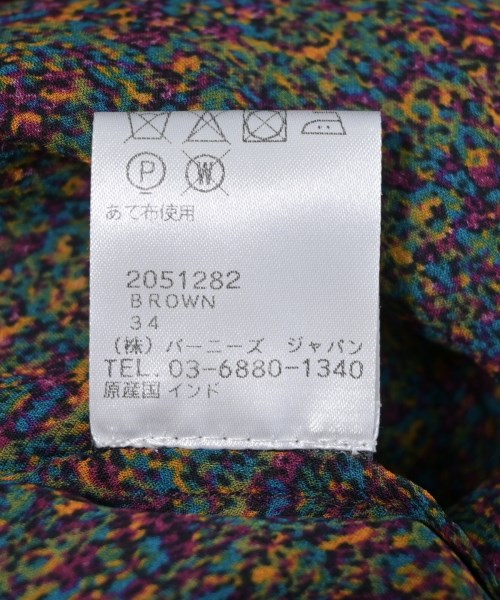 P W
あて布使用
2051282
BROWN
34
(株) バーニーズ ジャパン
TEL. 03-6880-1340
原産国 インド